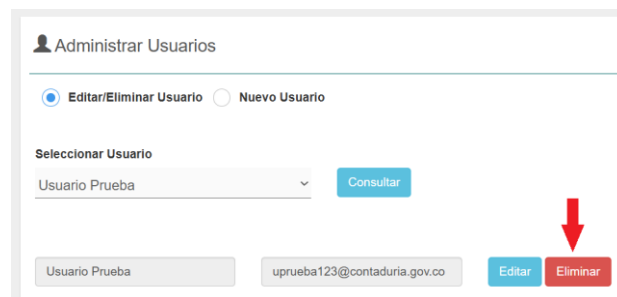 Administrar Usuarios
Editar/Eliminar Usuario Nuevo Usuario
Seleccionar Usuario
Usuario Prueba Consultar
Usuario Prueba uprueba123@contaduria.gov.co Editar Eliminar